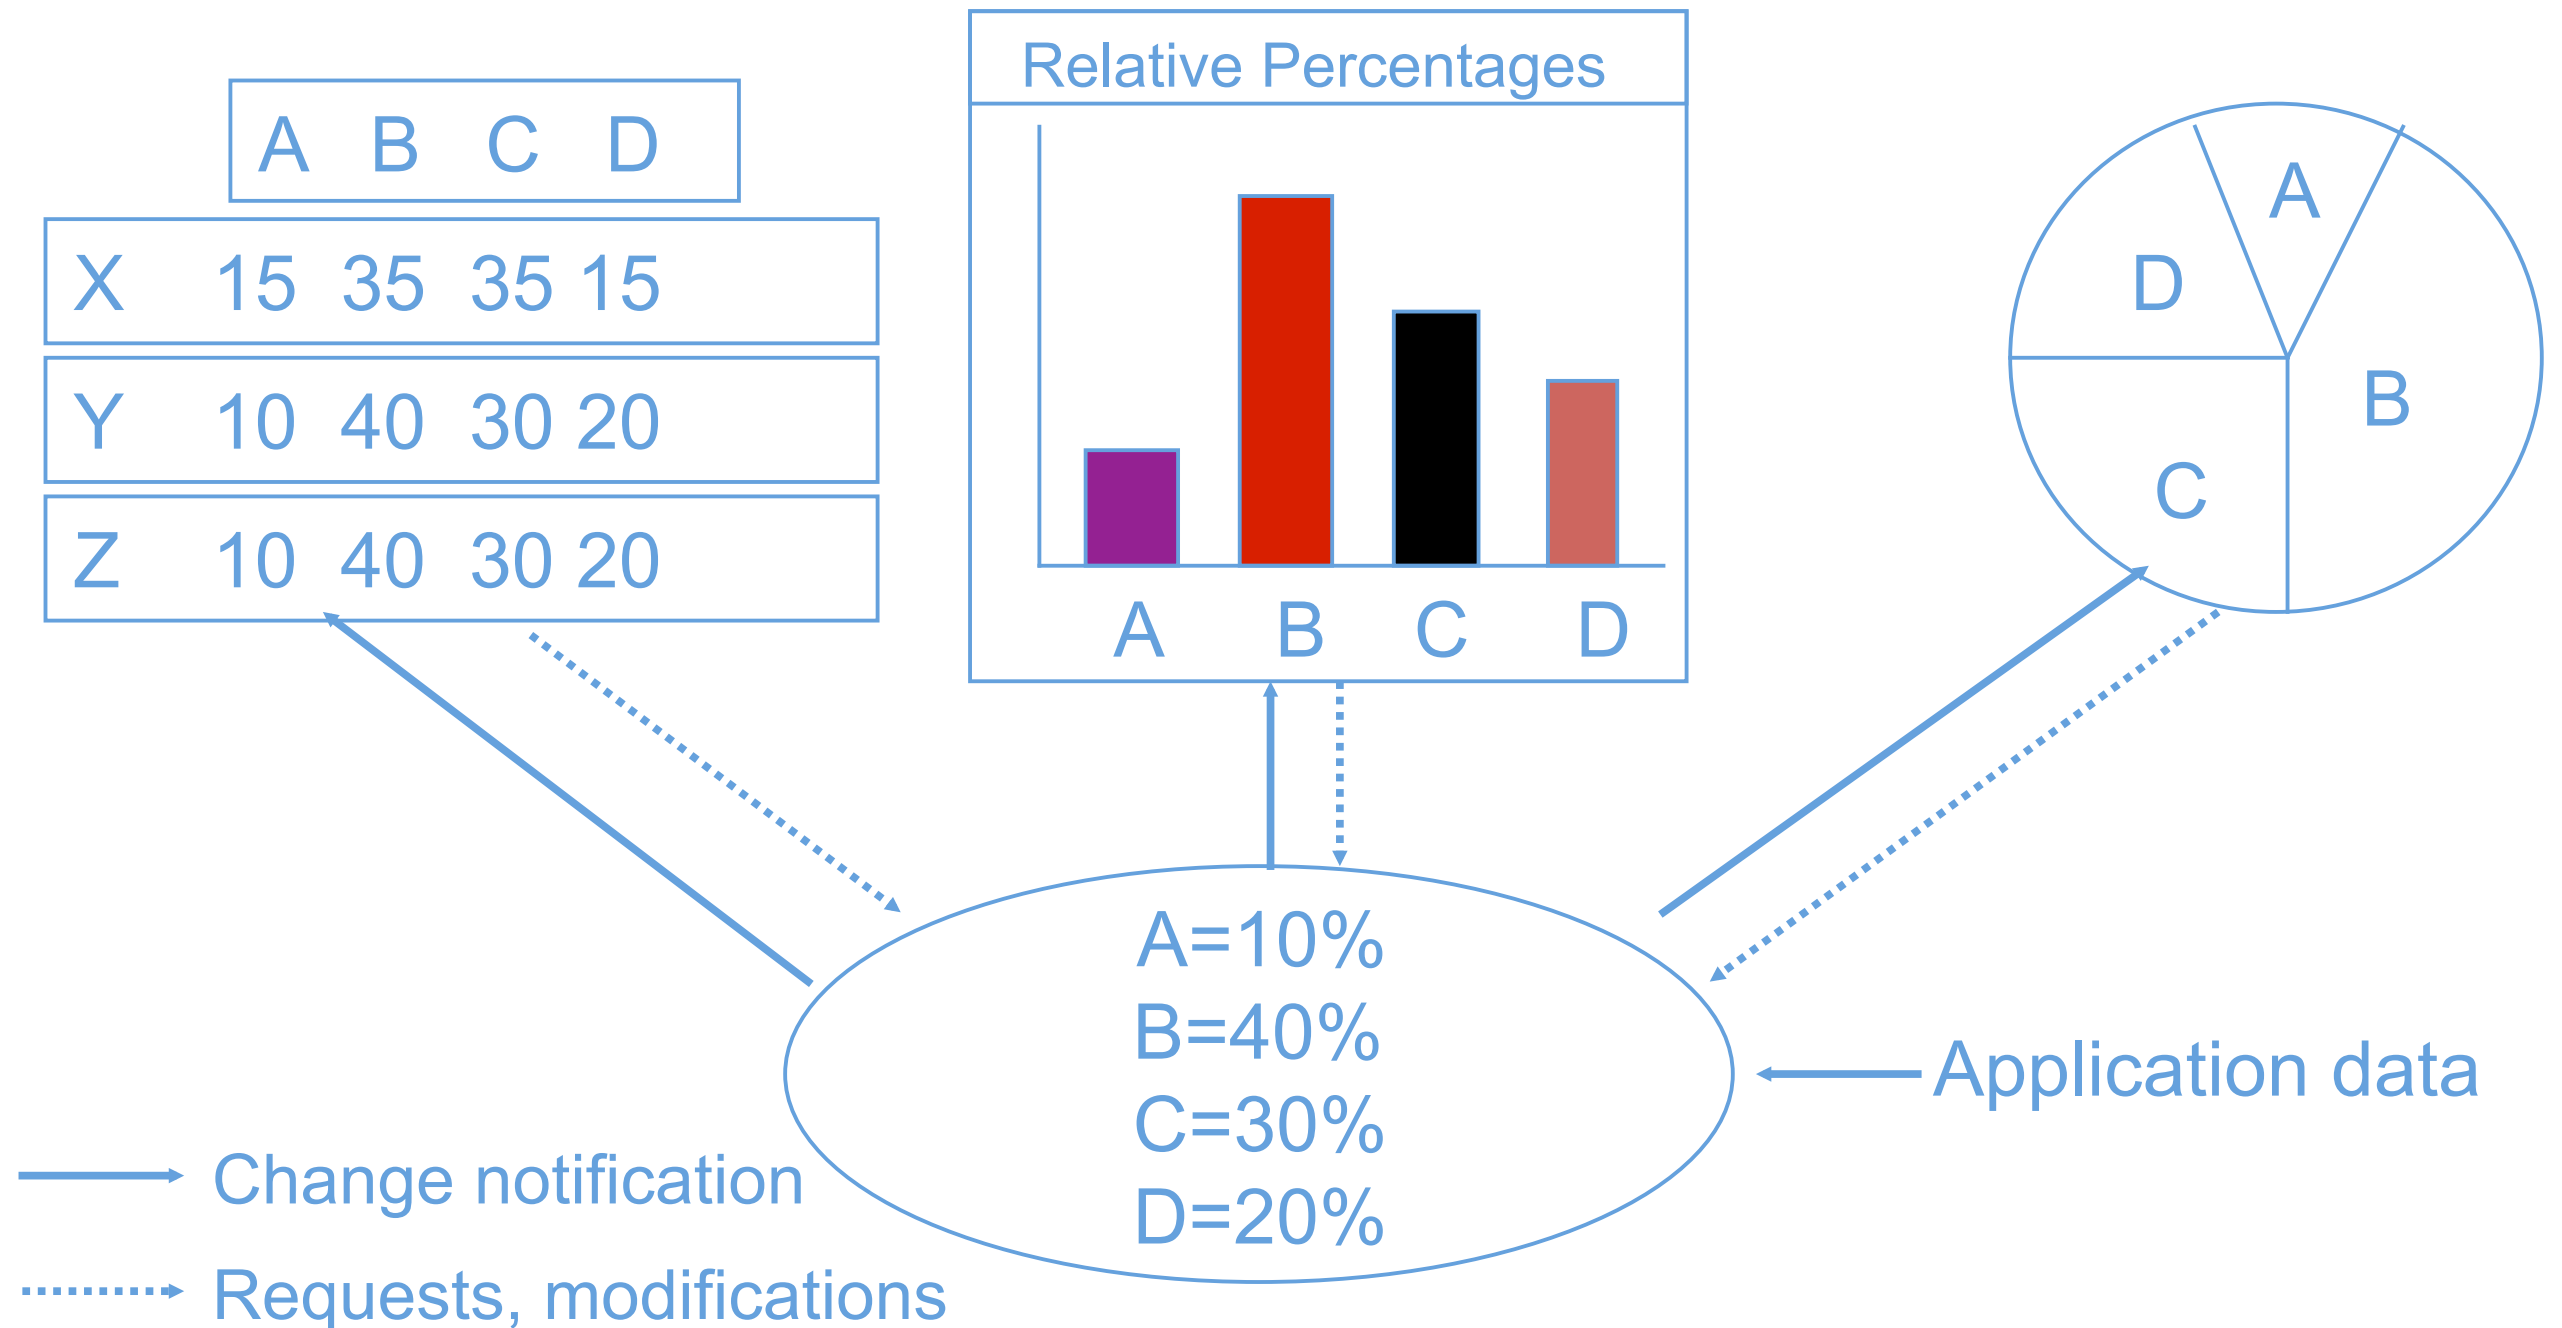 A B C D
X 15 35 35 15
Y 10 40 30 20
Z 10 40 30 20
Relative Percentages
A B C D
A
D
B
C
A=10%
B=40%
C=30%
D=20%
Application data
Change notification
Requests, modifications